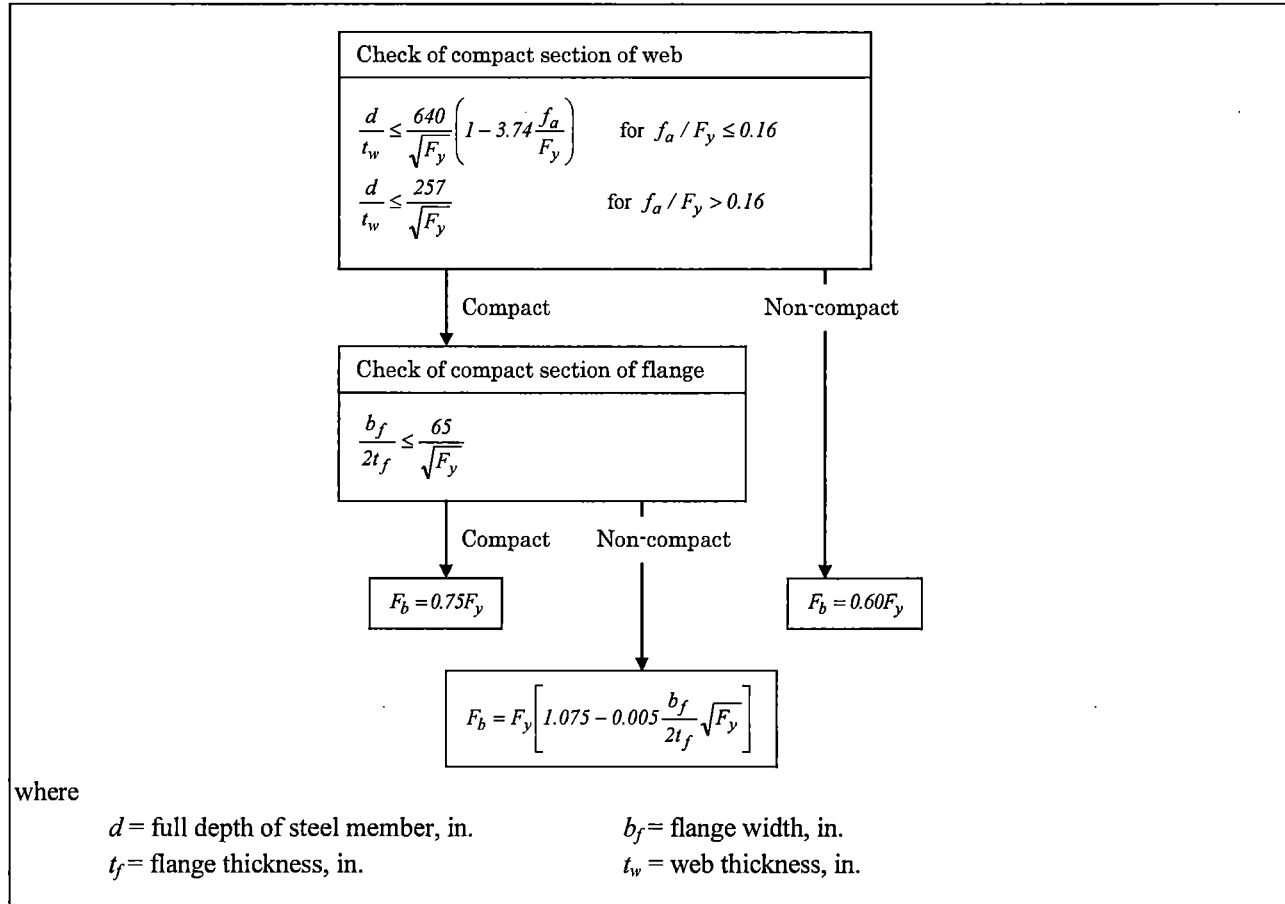 Check of compact section of web
d/t_w ≤ 640/√F_y (1 − 3.74 f_a/F_y) for f_a / F_y ≤ 0.16
d/t_w ≤ 257/√F_y for f_a / F_y > 0.16
Compact Non-compact
Check of compact section of flange
b_f/2t_f ≤ 65/√F_y
Compact Non-compact
F_b = 0.75F_y F_b = 0.60F_y
F_b = F_y [1.075 − 0.005 b_f/2t_f √F_y]
where
d = full depth of steel member, in. b_f = flange width, in.
t_f = flange thickness, in. t_w = web thickness, in.